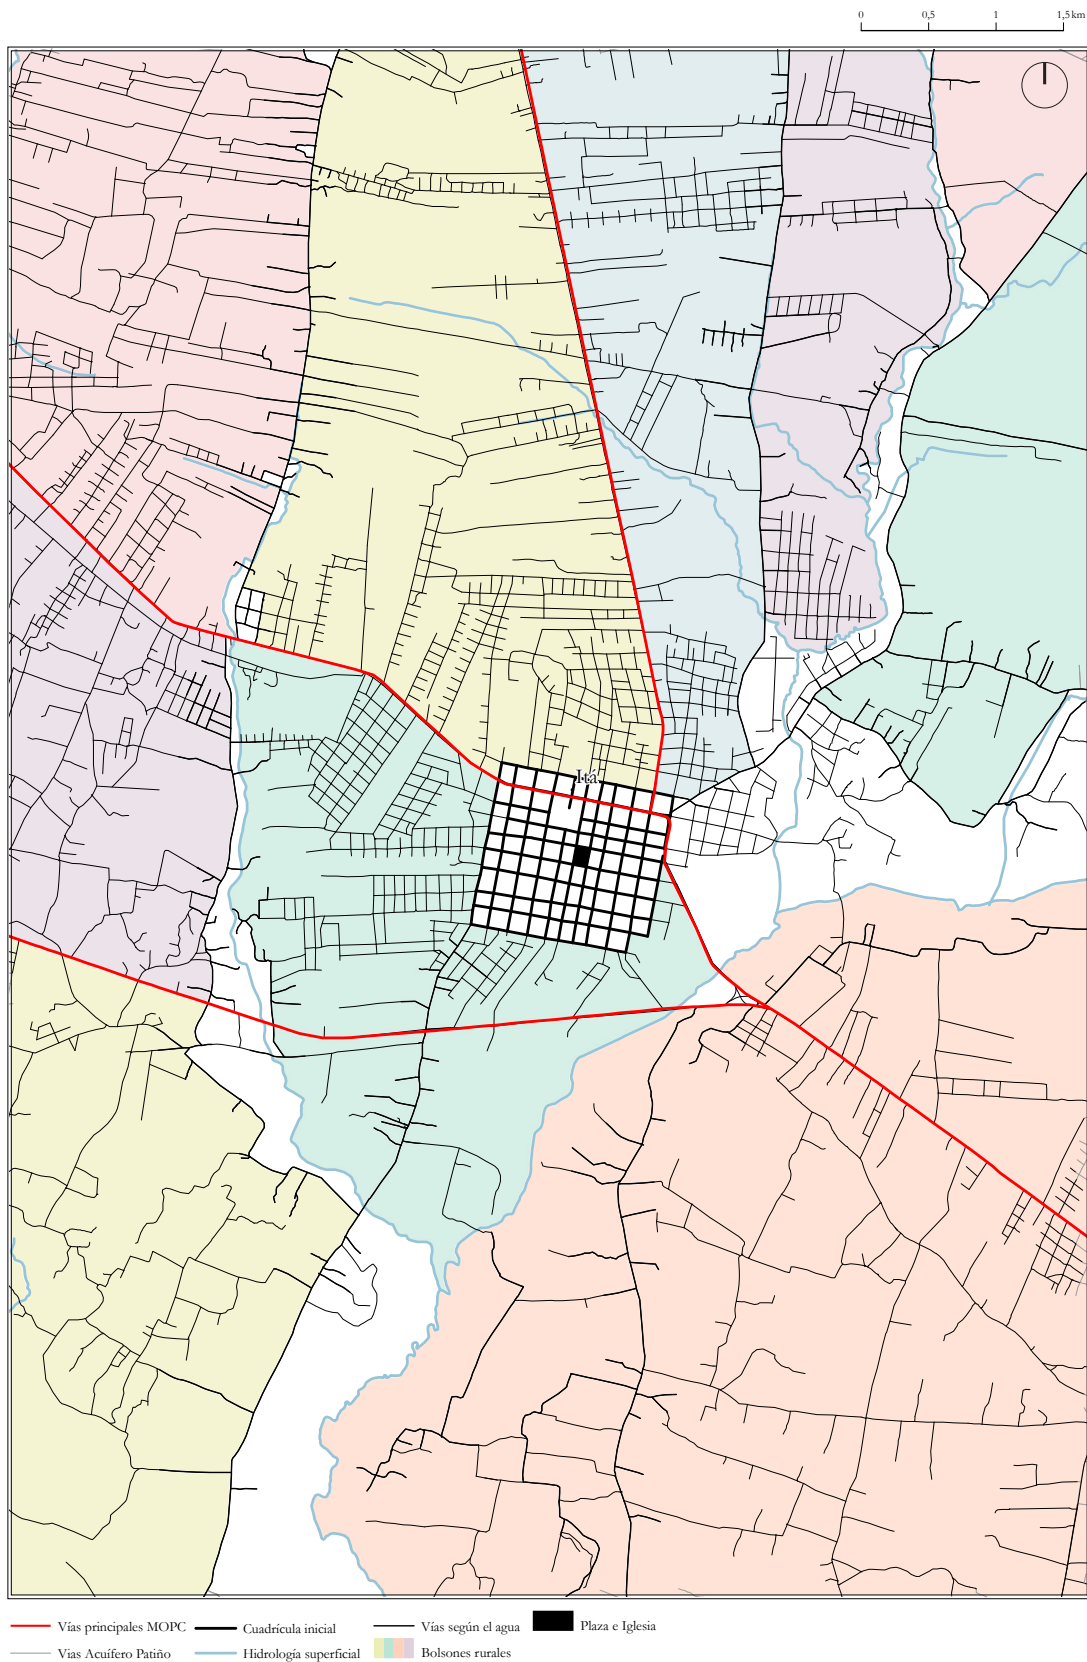 0 0,5 1 1,5 km
Itá
Vías principales MOPC Cuadrícula inicial Vías según el agua Plaza e Iglesia
Vias Acuífero Patiño Hidrología superficial Bolsones rurales